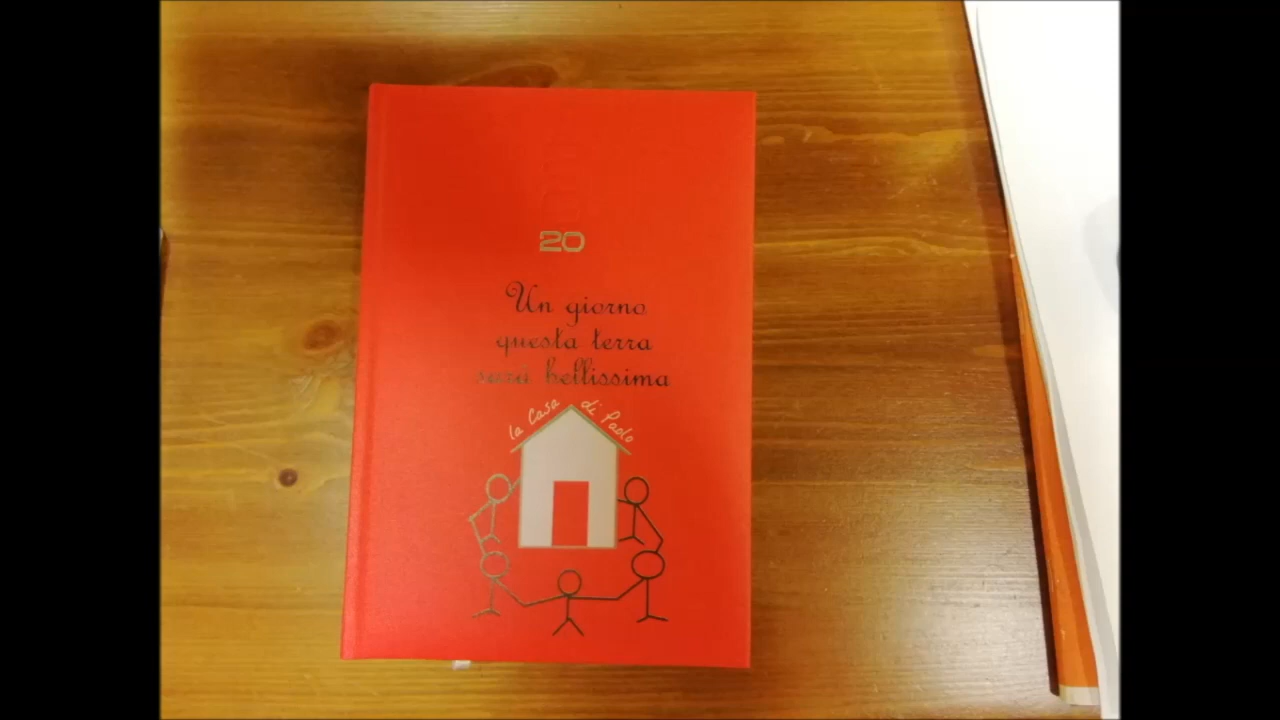 20
Un giorno
questa terra
sarà bellissima
la Casa di Paolo